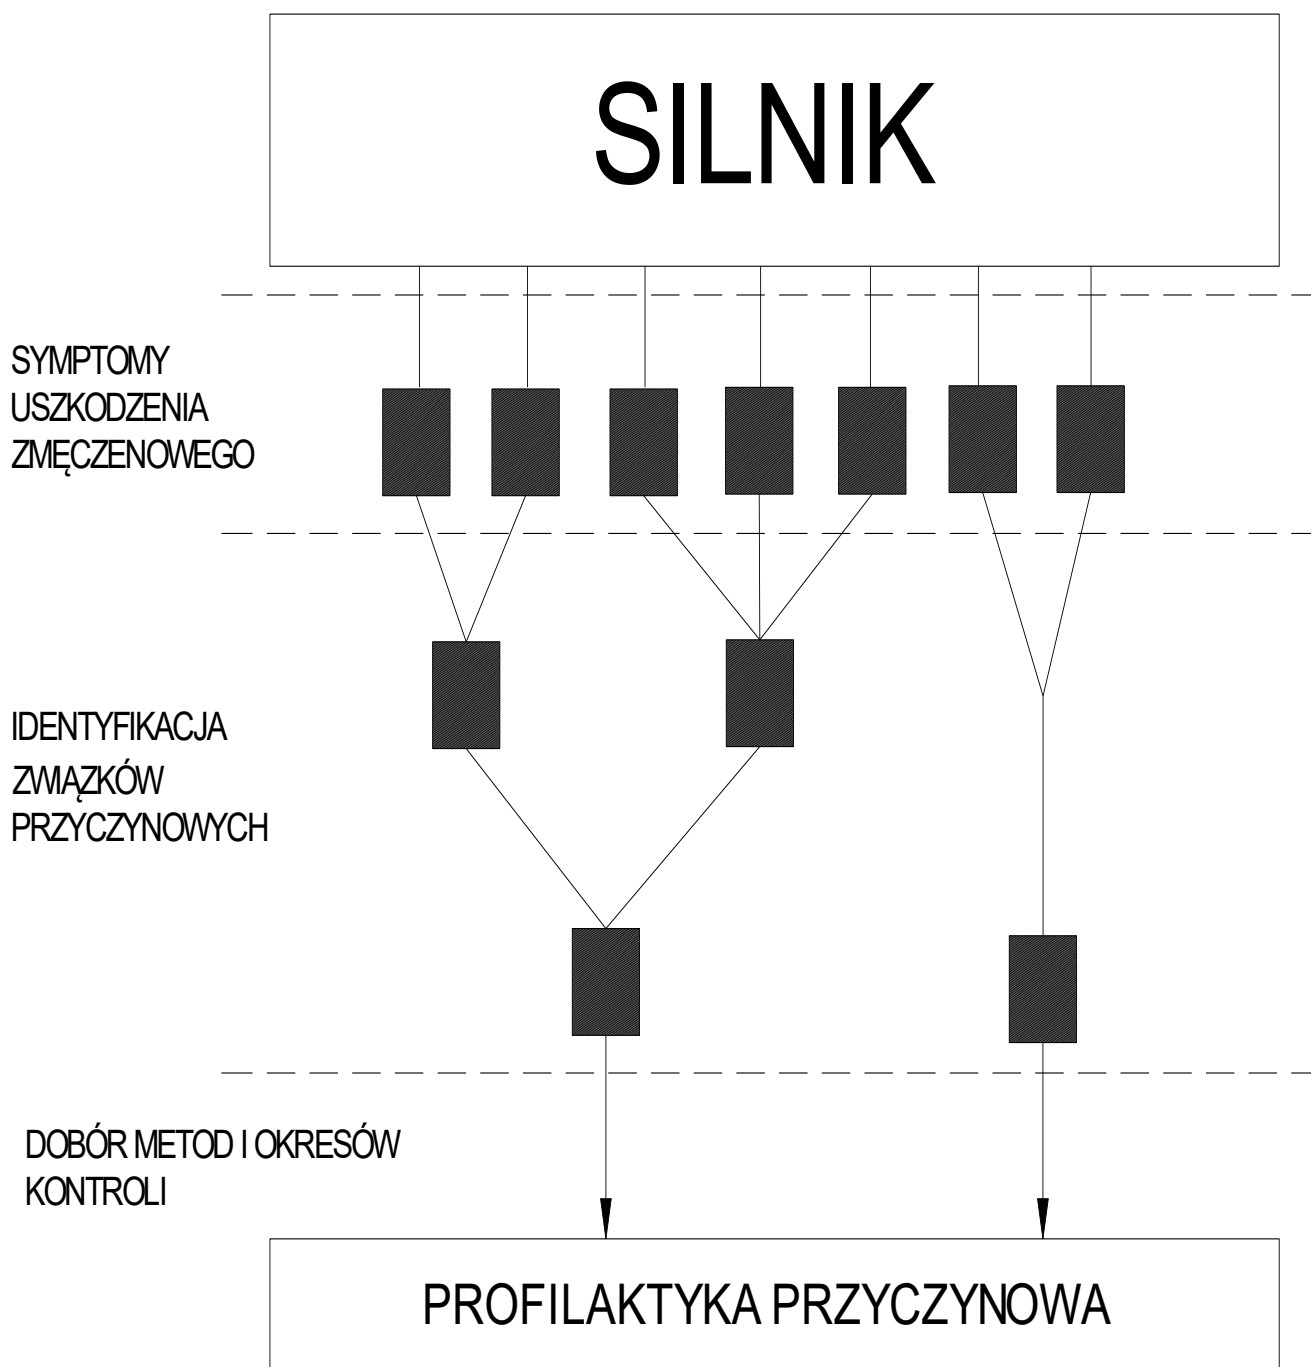 SILNIK
SYMPTOMY
USZKODZENIA
ZMĘCZENOWEGO
IDENTYFIKACJA
ZWIĄZKÓW
PRZYCZYNOWYCH
DOBÓR METOD I OKRESÓW
KONTROLI
PROFILAKTYKA PRZYCZYNOWA